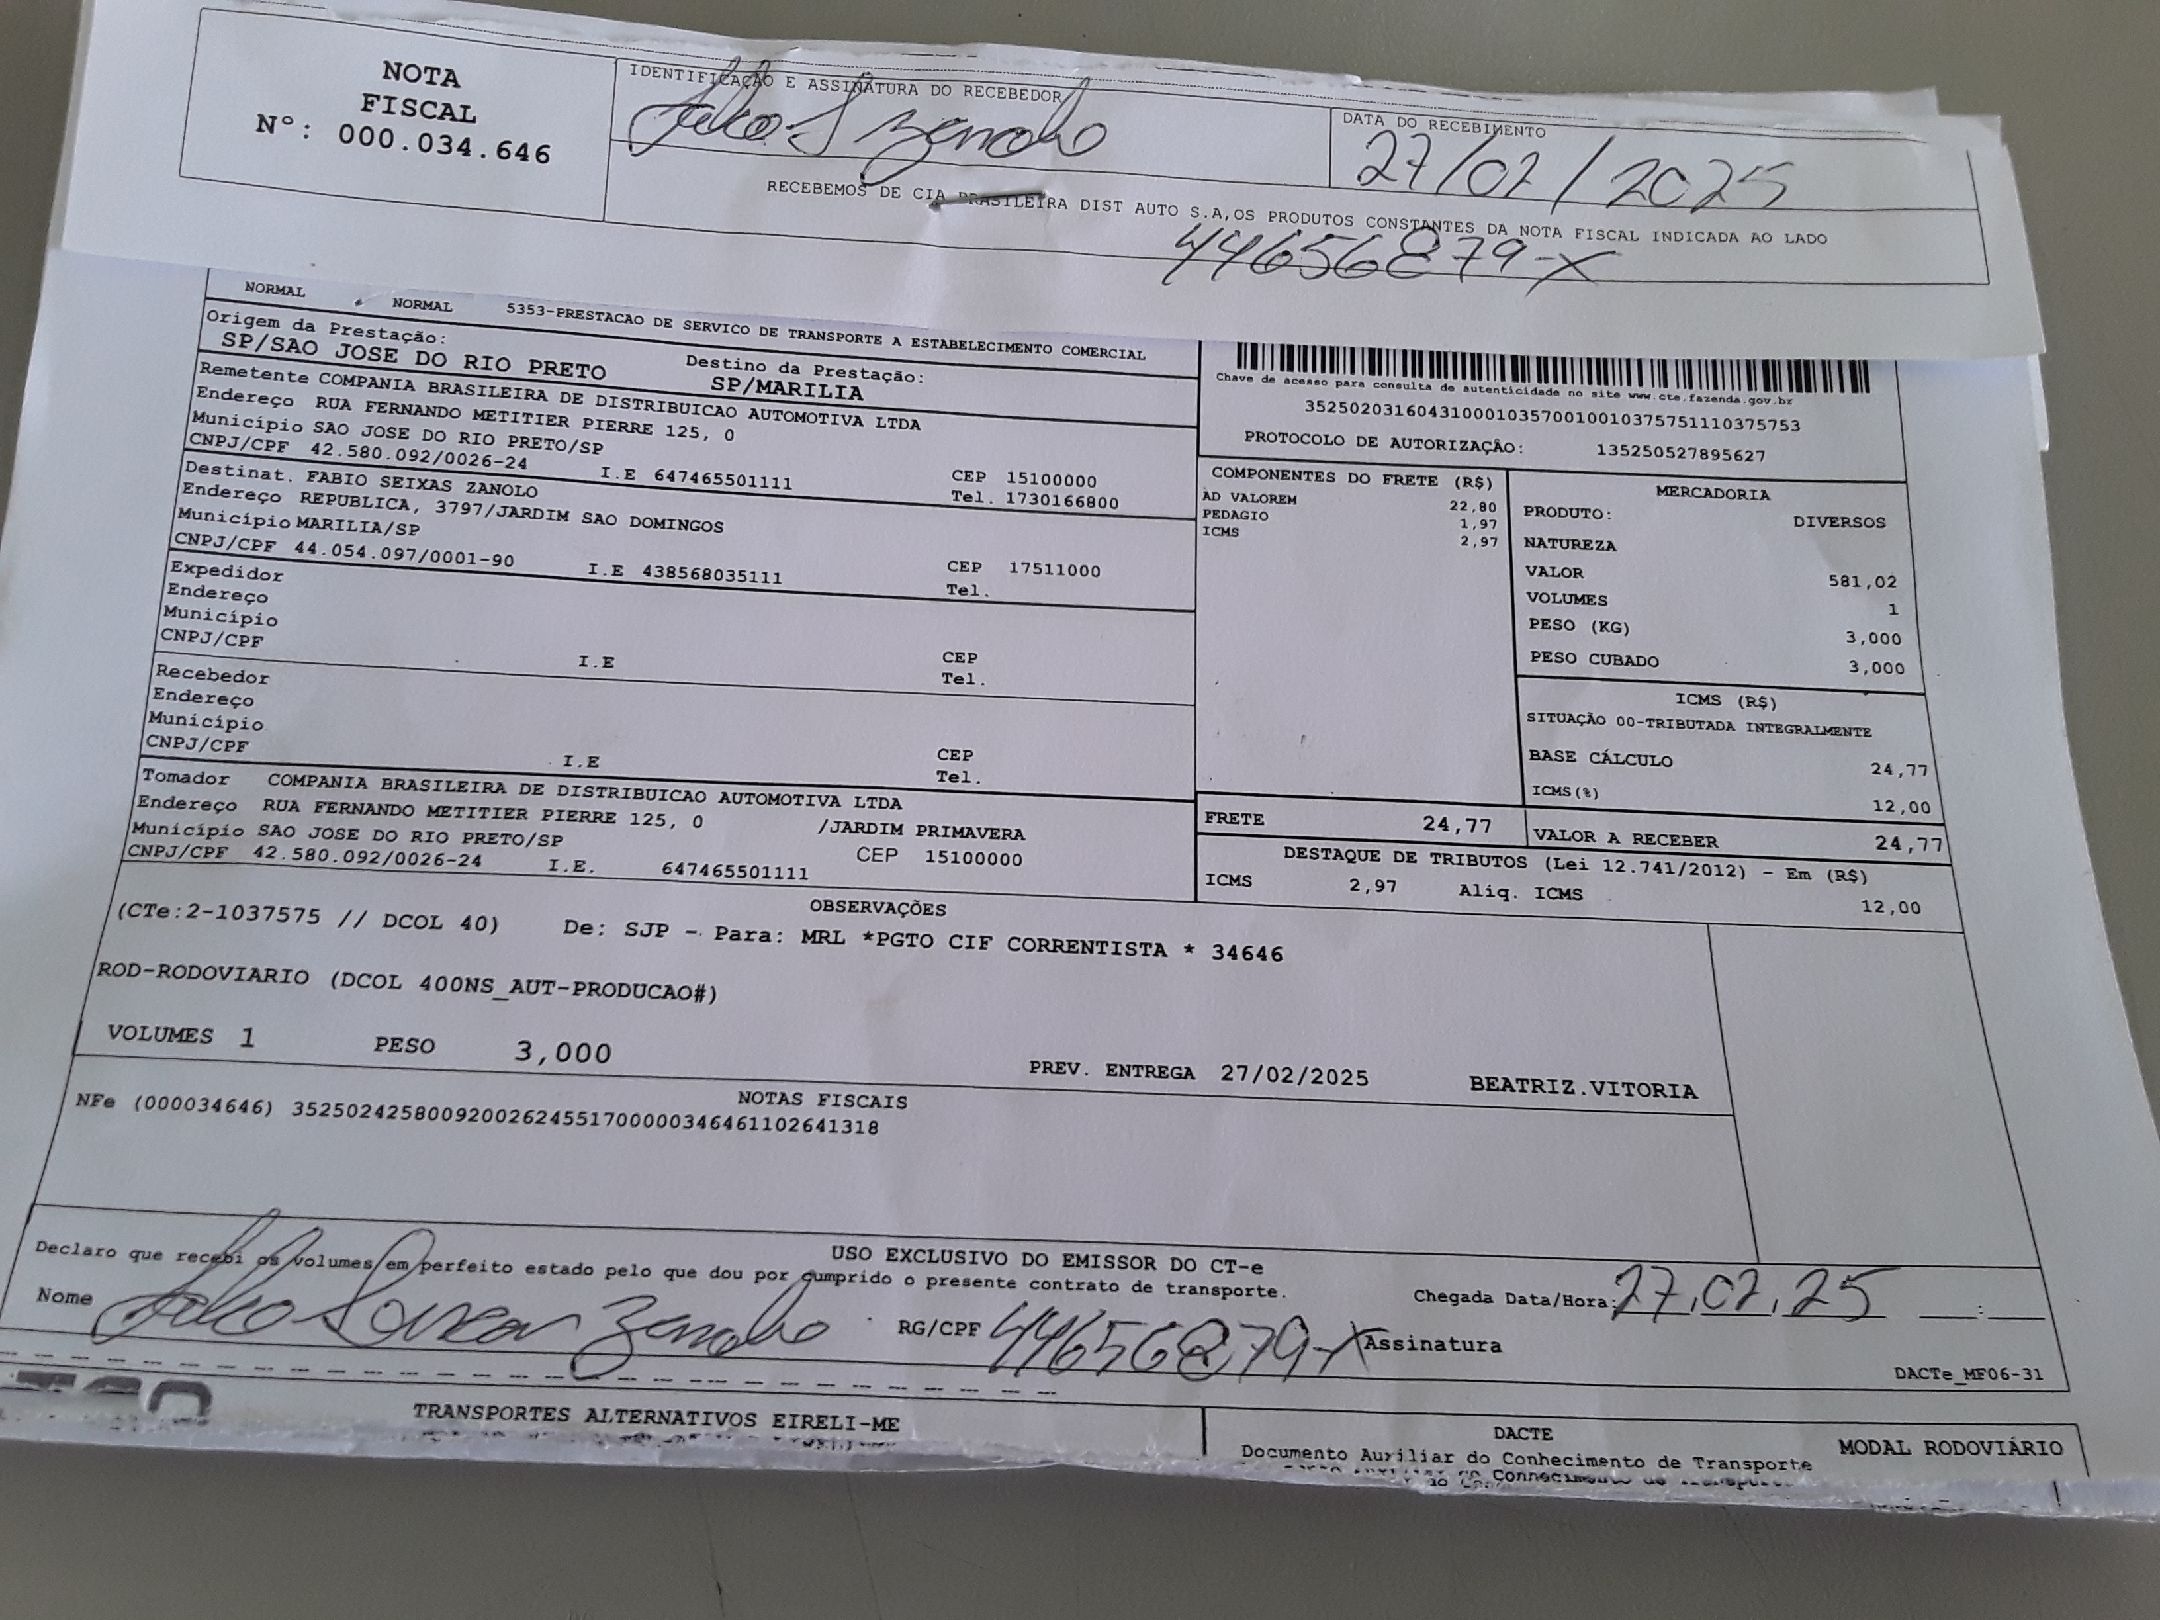 NOTA
FISCAL
Nº: 000.034.646
IDENTIFICAÇÃO E ASSINATURA DO RECEBEDOR
DATA DO RECEBIMENTO
27/02/2025
RECEBEMOS DE CIA BRASILEIRA DIST AUTO S.A,OS PRODUTOS CONSTANTES DA NOTA FISCAL INDICADA AO LADO
44656879-X
NORMAL NORMAL 5353-PRESTACAO DE SERVICO DE TRANSPORTE A ESTABELECIMENTO COMERCIAL
Origem da Prestação: Destino da Prestação:
SP/SAO JOSE DO RIO PRETO SP/MARILIA
Remetente COMPANIA BRASILEIRA DE DISTRIBUICAO AUTOMOTIVA LTDA
Endereço RUA FERNANDO METITIER PIERRE 125, 0
Município SAO JOSE DO RIO PRETO/SP CEP 15100000
CNPJ/CPF 42.580.092/0026-24 I.E 647465501111 Tel. 1730166800
Destinat. FABIO SEIXAS ZANOLO
Endereço REPUBLICA, 3797/JARDIM SAO DOMINGOS
Município MARILIA/SP CEP 17511000
CNPJ/CPF 44.054.097/0001-90 I.E 438568035111 Tel.
Expedidor
Endereço
Município CEP
CNPJ/CPF I.E Tel.
Recebedor
Endereço
Município CEP
CNPJ/CPF I.E Tel.
Tomador COMPANIA BRASILEIRA DE DISTRIBUICAO AUTOMOTIVA LTDA
Endereço RUA FERNANDO METITIER PIERRE 125, 0 /JARDIM PRIMAVERA
Município SAO JOSE DO RIO PRETO/SP CEP 15100000
CNPJ/CPF 42.580.092/0026-24 I.E. 647465501111
Chave de acesso para consulta de autenticidade no site www.cte.fazenda.gov.br
35250203160431000103570010010375751110375753
PROTOCOLO DE AUTORIZAÇÃO: 135250527895627
COMPONENTES DO FRETE (R$)
AD VALOREM 22,80
PEDAGIO 1,97
ICMS 2,97
MERCADORIA
PRODUTO: DIVERSOS
NATUREZA
VALOR 581,02
VOLUMES 1
PESO (KG) 3,000
PESO CUBADO 3,000
ICMS (R$)
SITUAÇÃO 00-TRIBUTADA INTEGRALMENTE
BASE CÁLCULO 24,77
ICMS(%) 12,00
FRETE 24,77 VALOR A RECEBER 24,77
DESTAQUE DE TRIBUTOS (Lei 12.741/2012) - Em (R$)
ICMS 2,97 Aliq. ICMS 12,00
OBSERVAÇÕES
(CTe:2-1037575 // DCOL 40) De: SJP - Para: MRL *PGTO CIF CORRENTISTA * 34646
ROD-RODOVIARIO (DCOL 400NS_AUT-PRODUCAO#)
VOLUMES 1 PESO 3,000 PREV. ENTREGA 27/02/2025 BEATRIZ.VITORIA
NOTAS FISCAIS
NFe (000034646) 35250242580092002624551700000346461102641318
USO EXCLUSIVO DO EMISSOR DO CT-e
Declaro que recebi os volumes em perfeito estado pelo que dou por cumprido o presente contrato de transporte.
Chegada Data/Hora: 27.02.25 :
Nome RG/CPF 44656879-X Assinatura
DACTe_MF06-31
TRANSPORTES ALTERNATIVOS EIRELI-ME
DACTE
Documento Auxiliar do Conhecimento de Transporte
MODAL RODOVIÁRIO